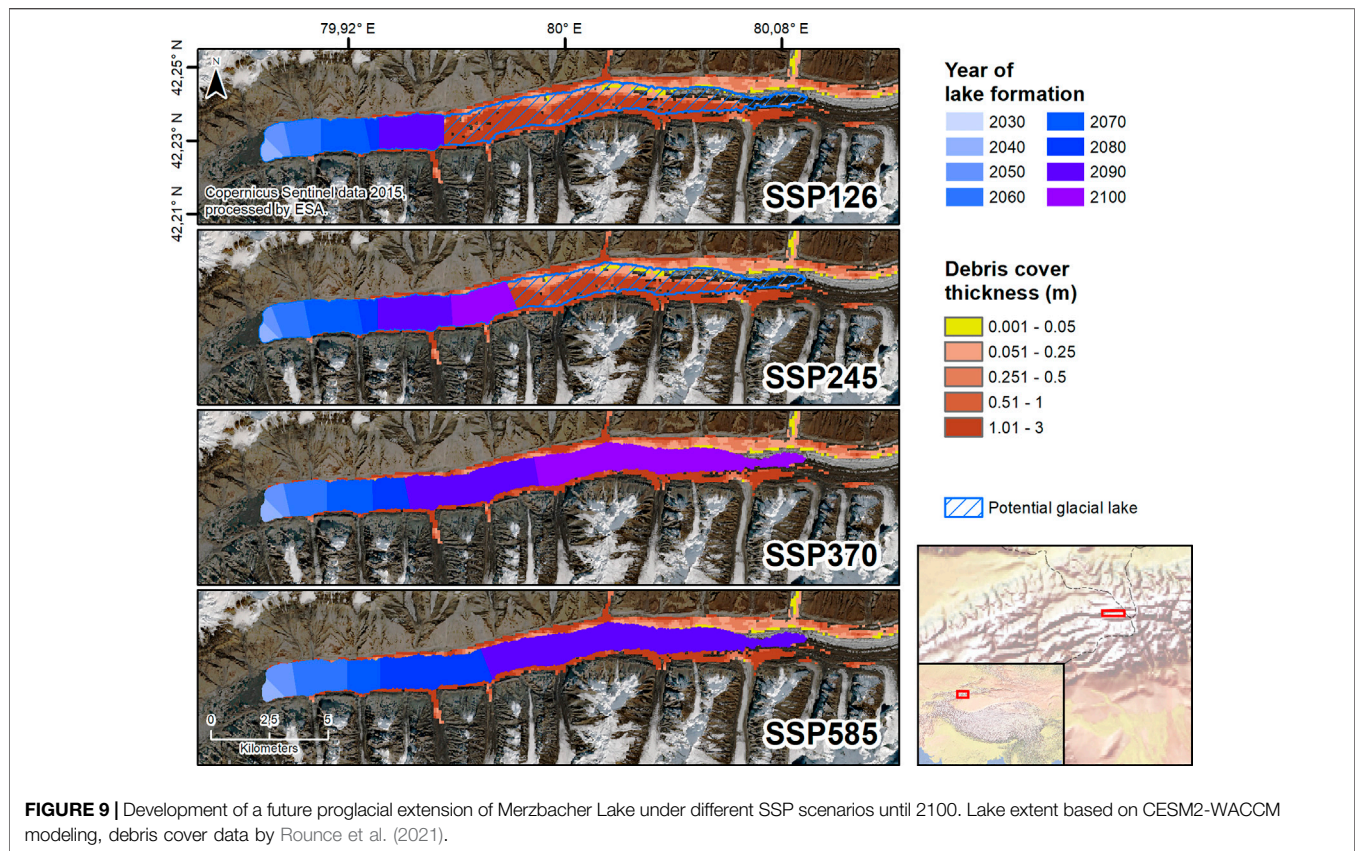 79,92° E
80° E
80,08° E
42,25° N
42,23° N
42,21° N
N
Copernicus Sentinel data 2015,
processed by ESA.
SSP126
SSP245
SSP370
0
2,5
5
Kilometers
SSP585
Year of
lake formation
2030
2040
2050
2060
2070
2080
2090
2100
Debris cover
thickness (m)
0.001 - 0.05
0.051 - 0.25
0.251 - 0.5
0.51 - 1
1.01 - 3
Potential glacial lake
FIGURE 9 | Development of a future proglacial extension of Merzbacher Lake under different SSP scenarios until 2100. Lake extent based on CESM2-WACCM
modeling, debris cover data by Rounce et al. (2021).